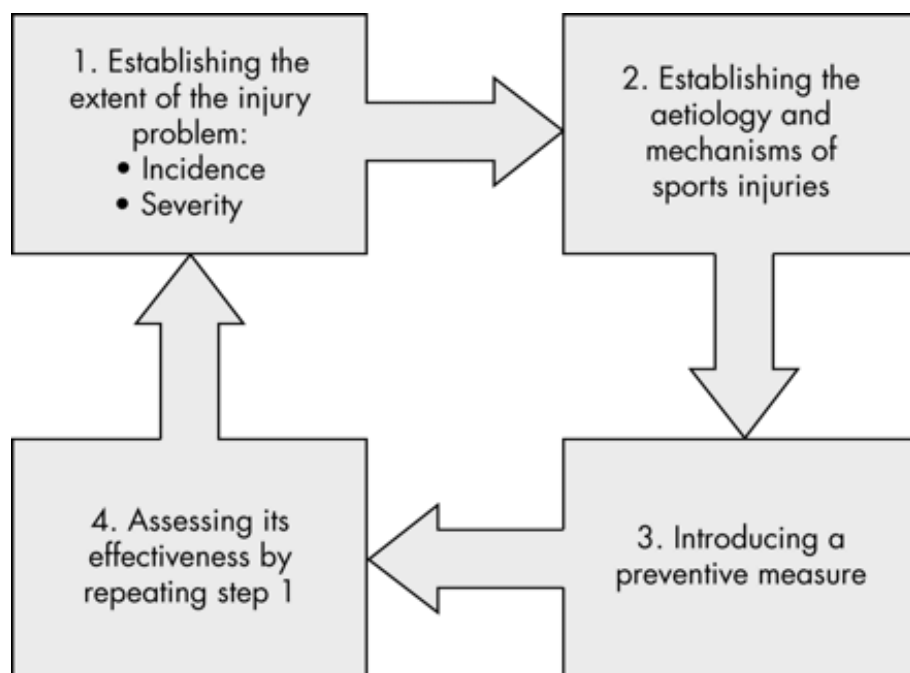 1. Establishing the
extent of the injury
problem:
• Incidence
• Severity
2. Establishing the
aetiology and
mechanisms of
sports injuries
3. Introducing a
preventive measure
4. Assessing its
effectiveness by
repeating step 1